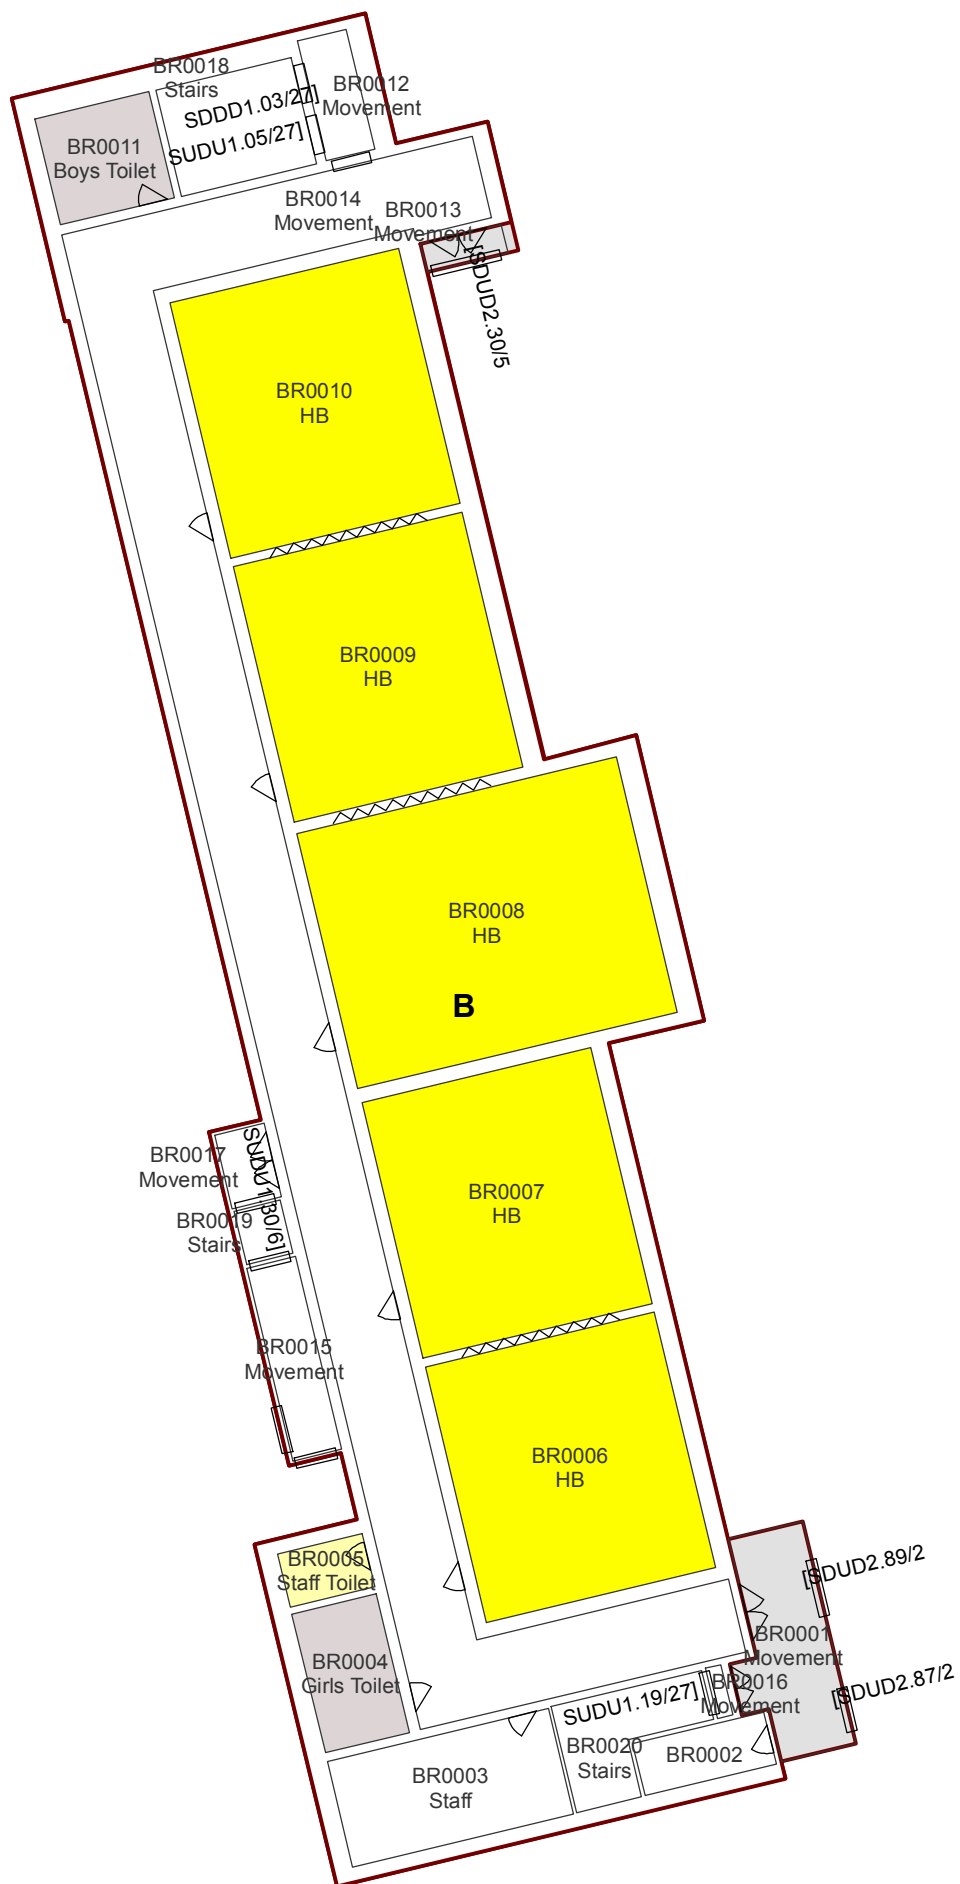 BR0018
Stairs
BR0012
Movement
SDDD1.03/27]
SUDU1.05/27]
BR0011
Boys Toilet
BR0014
Movement
BR0013
Movement
[SDUD2.30/5
BR0010
HB
BR0009
HB
BR0008
HB
B
BR0017
Movement
SUDU1.30/6]
BR0019
Stairs
BR0007
HB
BR0015
Movement
BR0006
HB
BR0005
Staff Toilet
[SDUD2.89/2
BR0001
Movement
BR0004
Girls Toilet
BR0016
Movement
[SDUD2.87/2
SUDU1.19/27]
BR0020
Stairs
BR0002
BR0003
Staff